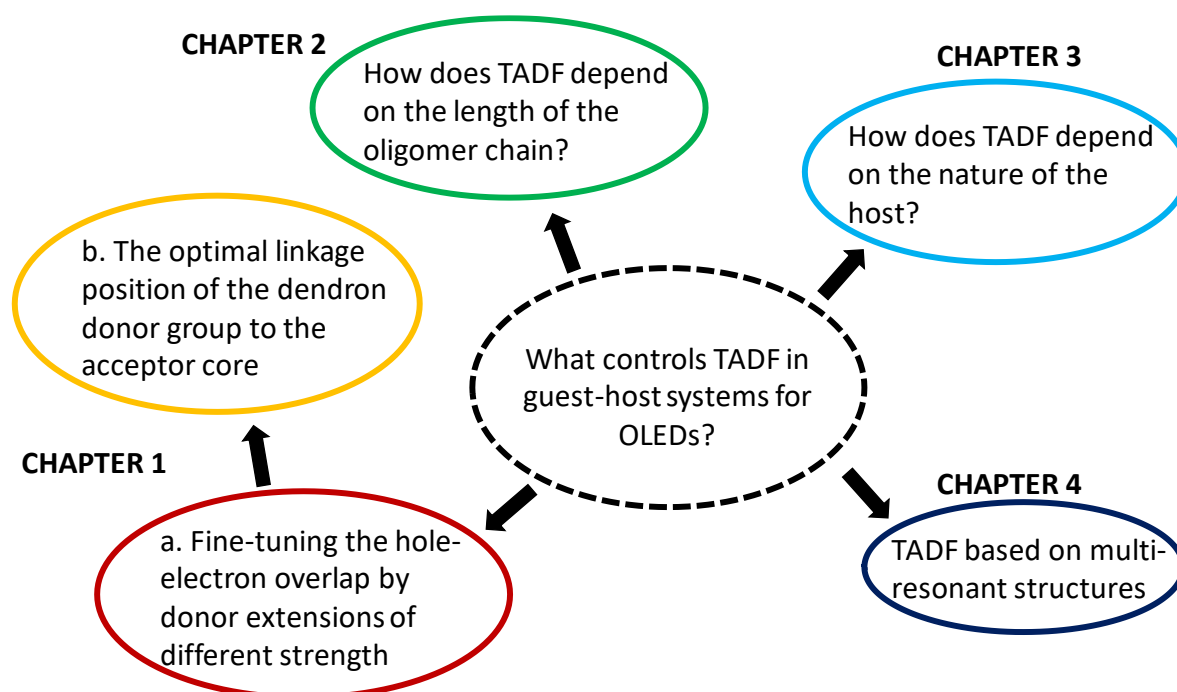 CHAPTER 2
How does TADF depend
on the length of the
oligomer chain?
CHAPTER 3
How does TADF depend
on the nature of the
host?
b. The optimal linkage
position of the dendron
donor group to the
acceptor core
What controls TADF in
guest-host systems for
OLEDs?
CHAPTER 1
a. Fine-tuning the hole-
electron overlap by
donor extensions of
different strength
CHAPTER 4
TADF based on multi-
resonant structures